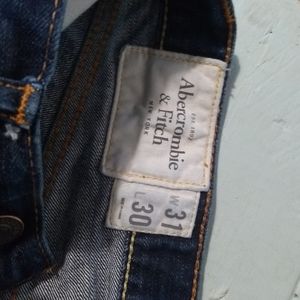 EST. 1892
Abercrombie
& Fitch
NEW YORK
W 31
L 30